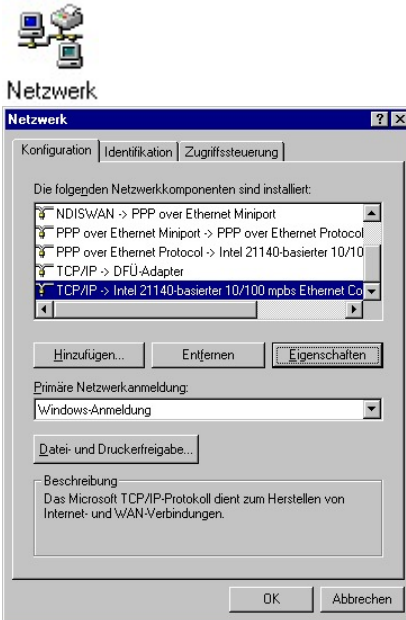 Netzwerk
Netzwerk
Konfiguration Identifikation Zugriffssteuerung
Die folgenden Netzwerkkomponenten sind installiert:
NDISWAN -> PPP over Ethernet Miniport
PPP over Ethernet Miniport -> PPP over Ethernet Protocol
PPP over Ethernet Protocol -> Intel 21140-basierter 10/10
TCP/IP -> DFÜ-Adapter
TCP/IP -> Intel 21140-basierter 10/100 mpbs Ethernet Co
Hinzufügen... Entfernen Eigenschaften
Primäre Netzwerkanmeldung:
Windows-Anmeldung
Datei- und Druckerfreigabe...
Beschreibung
Das Microsoft TCP/IP-Protokoll dient zum Herstellen von
Internet- und WAN-Verbindungen.
OK Abbrechen